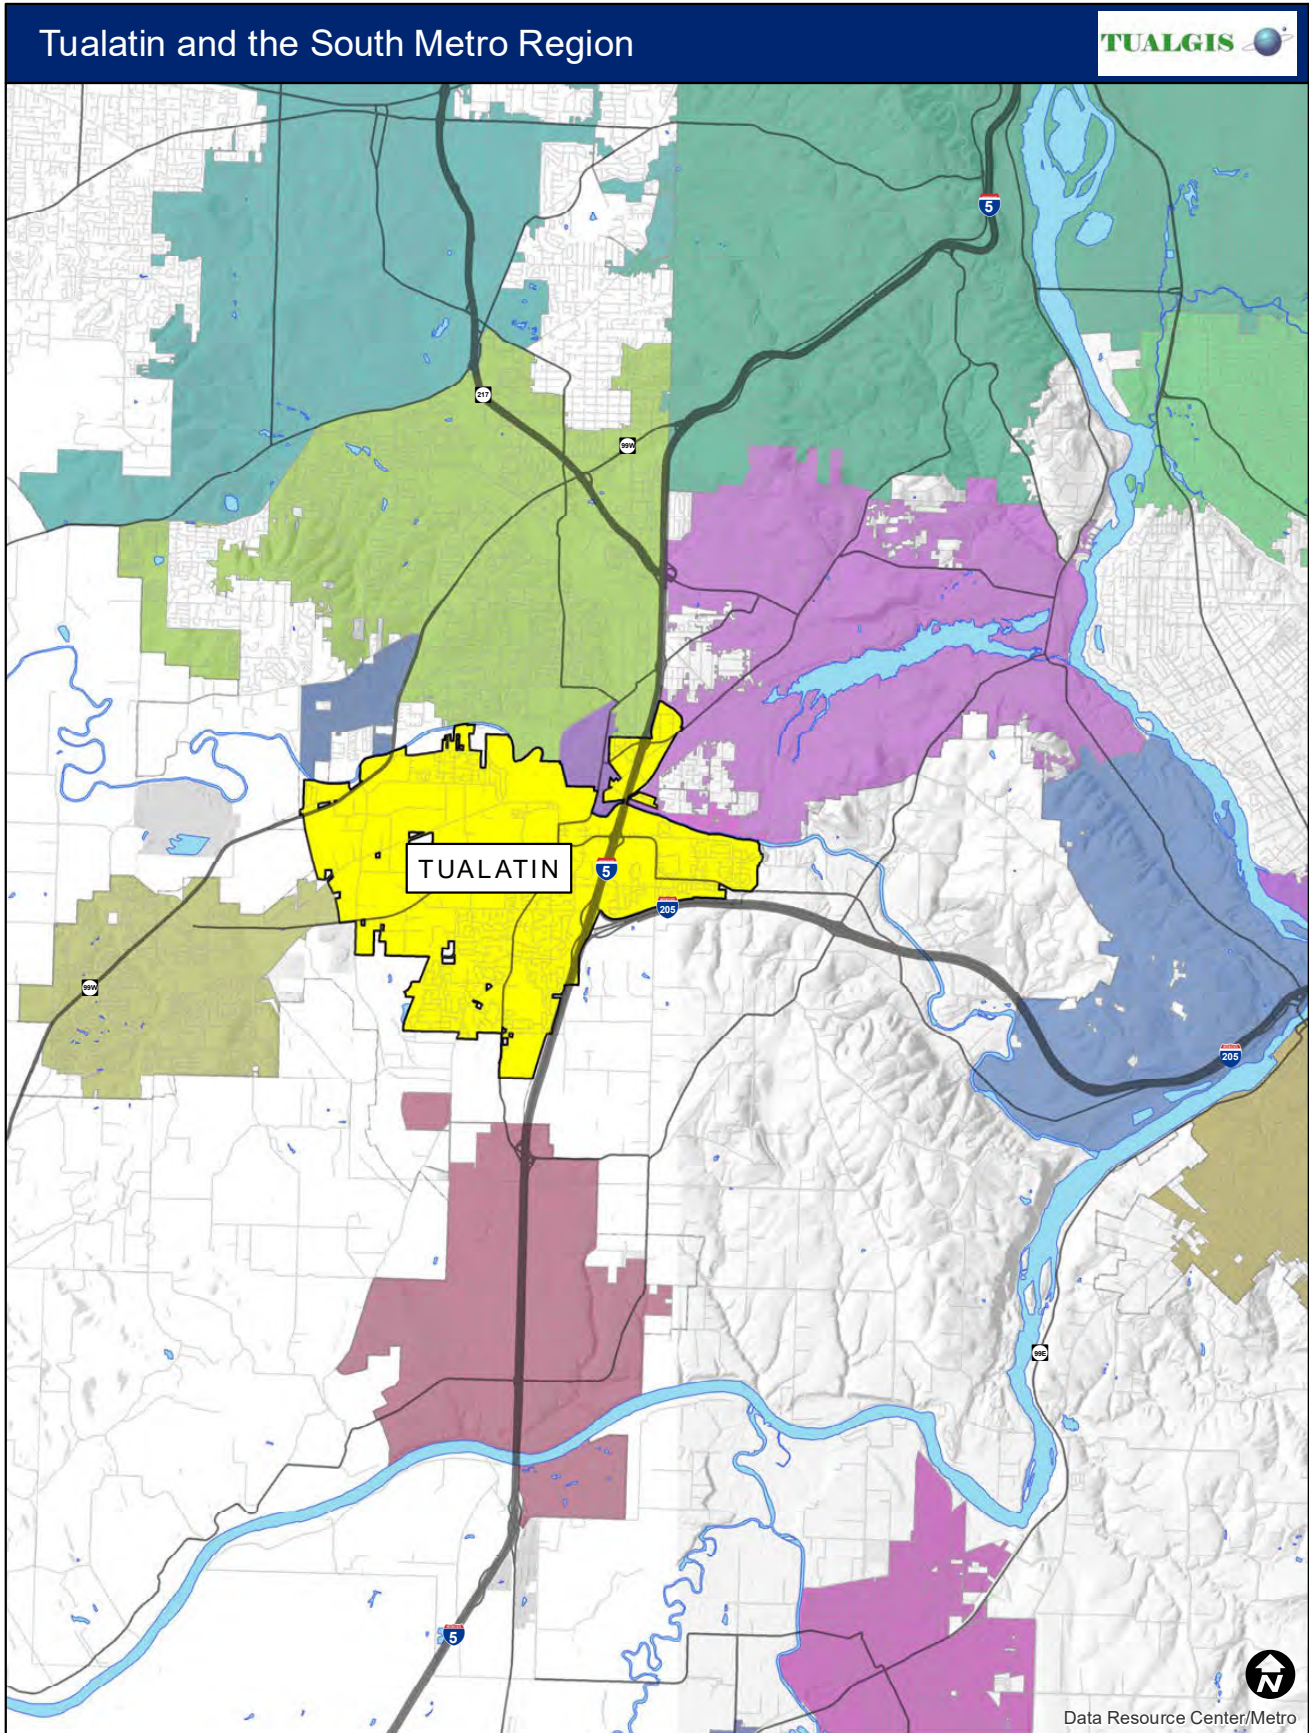 Tualatin and the South Metro Region
TUALGIS
5
217
99W
TUALATIN
5
205
99W
205
99E
5
N
Data Resource Center/Metro